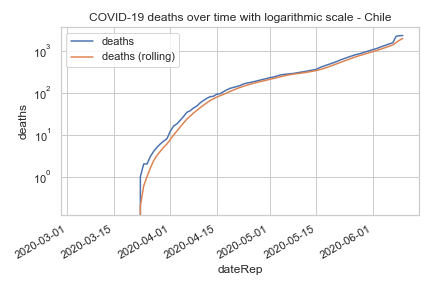 COVID-19 deaths over time with logarithmic scale - Chile
deaths
deaths (rolling)
10³
10²
10¹
10⁰
deaths
2020-03-01
2020-03-15
2020-04-01
2020-04-15
2020-05-01
2020-05-15
2020-06-01
dateRep